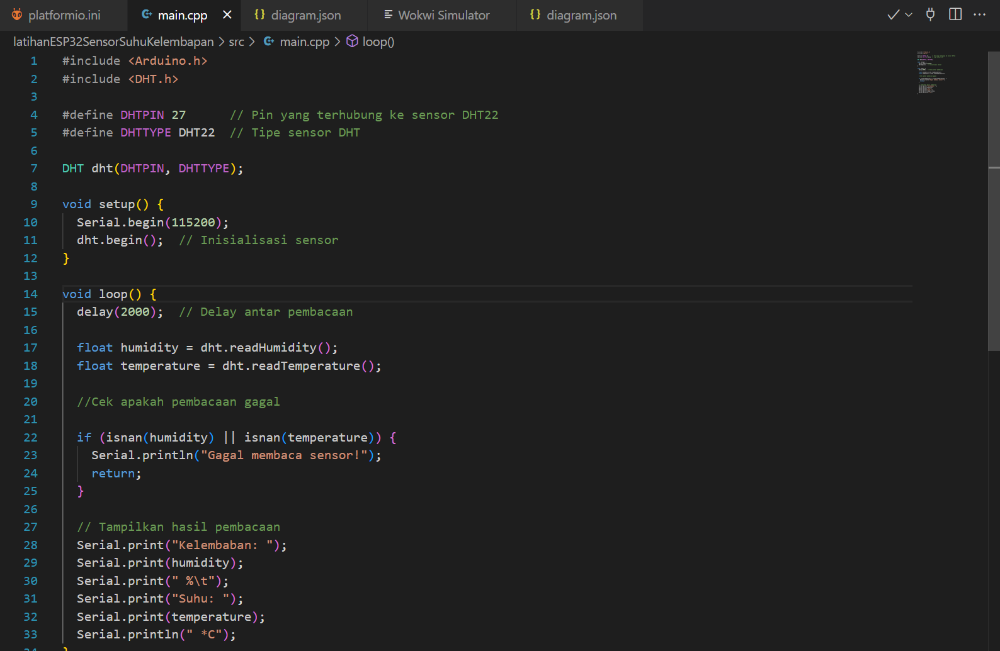 platformio.ini main.cpp diagram.json Wokwi Simulator diagram.json
latihanESP32SensorSuhuKelembapan > src > main.cpp > loop()
1 #include <Arduino.h>
2 #include <DHT.h>
3
4 #define DHTPIN 27      // Pin yang terhubung ke sensor DHT22
5 #define DHTTYPE DHT22  // Tipe sensor DHT
6
7 DHT dht(DHTPIN, DHTTYPE);
8
9 void setup() {
10   Serial.begin(115200);
11   dht.begin();  // Inisialisasi sensor
12 }
13
14 void loop() {
15   delay(2000);  // Delay antar pembacaan
16
17   float humidity = dht.readHumidity();
18   float temperature = dht.readTemperature();
19
20   //Cek apakah pembacaan gagal
21
22   if (isnan(humidity) || isnan(temperature)) {
23     Serial.println("Gagal membaca sensor!");
24     return;
25   }
26
27   // Tampilkan hasil pembacaan
28   Serial.print("Kelembaban: ");
29   Serial.print(humidity);
30   Serial.print(" %\t");
31   Serial.print("Suhu: ");
32   Serial.print(temperature);
33   Serial.println(" *C");
34 }